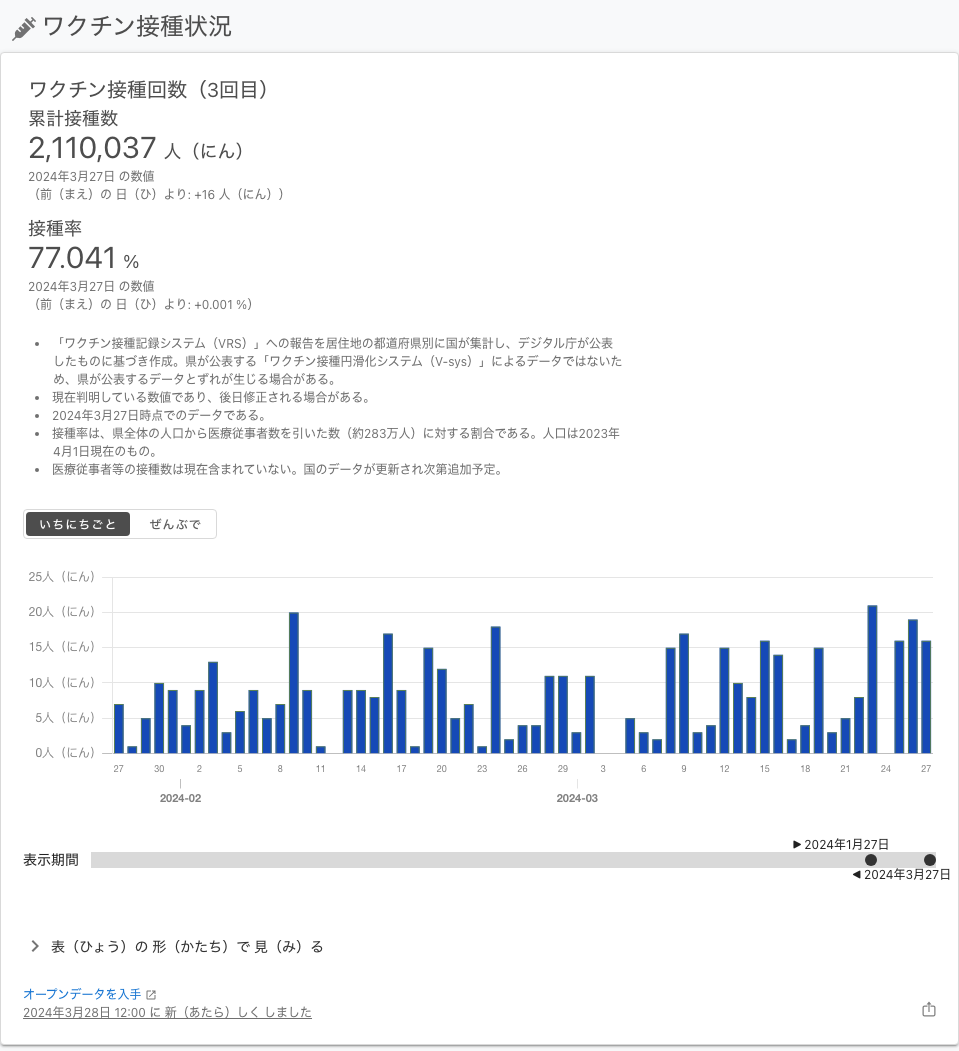 ワクチン接種状況
ワクチン接種回数（3回目）
累計接種数
2,110,037 人（にん）
2024年3月27日 の数値
（前（まえ）の 日（ひ）より: +16 人（にん））
接種率
77.041 %
2024年3月27日 の数値
（前（まえ）の 日（ひ）より: +0.001 %）
• 「ワクチン接種記録システム（VRS）」への報告を居住地の都道府県別に国が集計し、デジタル庁が公表
したものに基づき作成。県が公表する「ワクチン接種円滑化システム（V-sys）」によるデータではないた
め、県が公表するデータとずれが生じる場合がある。
• 現在判明している数値であり、後日修正される場合がある。
• 2024年3月27日時点でのデータである。
• 接種率は、県全体の人口から医療従事者数を引いた数（約283万人）に対する割合である。人口は2023年
4月1日現在のもの。
• 医療従事者等の接種数は現在含まれていない。国のデータが更新され次第追加予定。
いちにちごと ぜんぶで
25人（にん）
20人（にん）
15人（にん）
10人（にん）
5人（にん）
0人（にん）
27 30 2 5 8 11 14 17 20 23 26 29 3 6 9 12 15 18 21 24 27
2024-02 2024-03
▶ 2024年1月27日
表示期間
◀ 2024年3月27日
表（ひょう）の 形（かたち）で 見（み）る
オープンデータを入手
2024年3月28日 12:00 に 新（あたら）しく しました